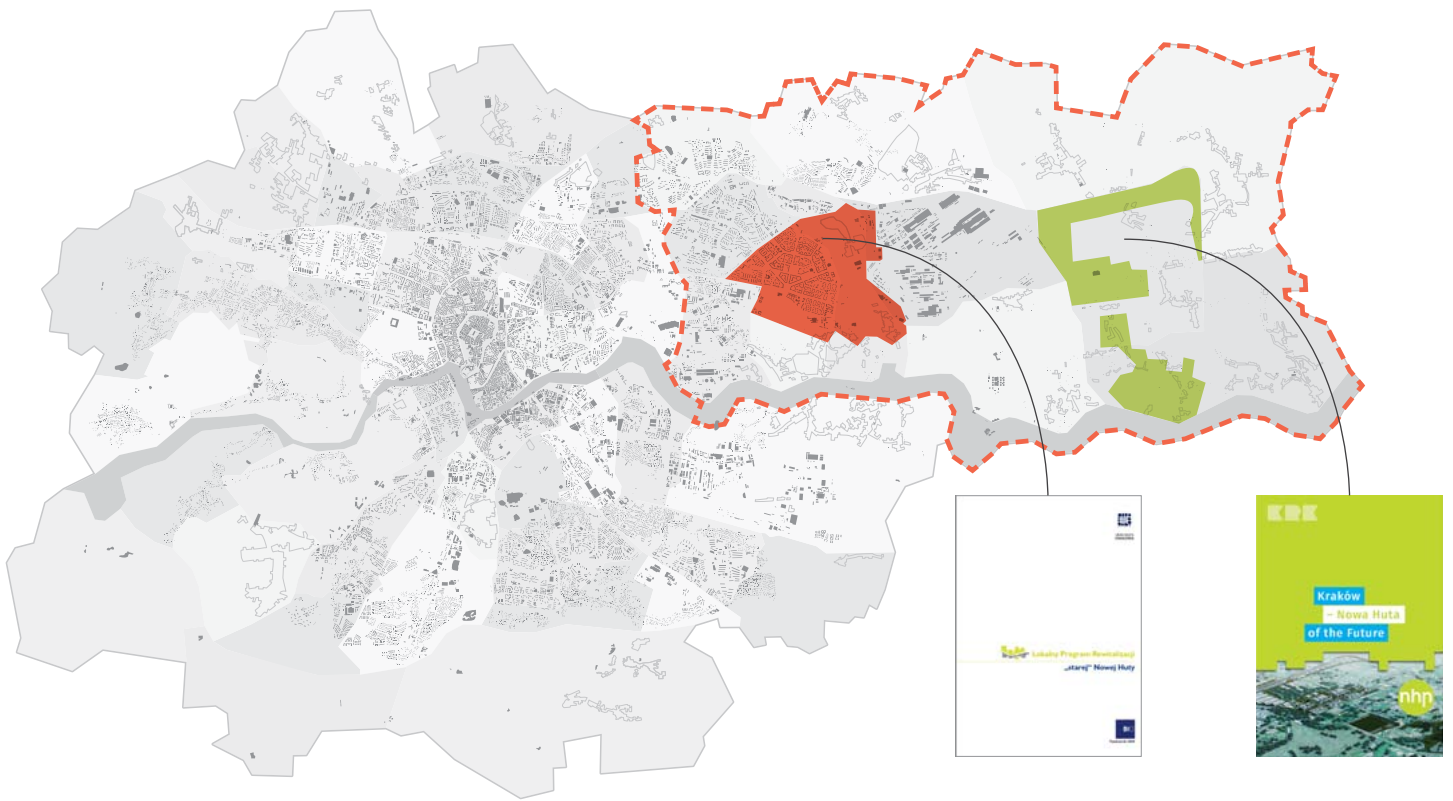 Lokalny Program Rewitalizacji
„starej” Nowej Huty
KRK
Kraków
– Nowa Huta
of the Future
nhp